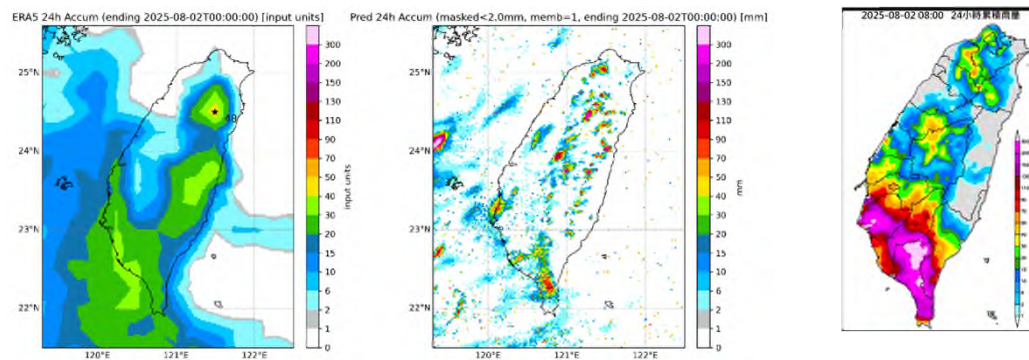 ERA5 24h Accum (ending 2025-08-02T00:00:00) [input units]
25°N
24°N
23°N
22°N
120°E
121°E
122°E
48
300
200
150
130
110
90
70
50
40
30
20
15
10
6
2
1
0
input units
Pred 24h Accum (masked<2.0mm, memb=1, ending 2025-08-02T00:00:00) [mm]
25°N
24°N
23°N
22°N
120°E
121°E
122°E
300
200
150
130
110
90
70
50
40
30
20
15
10
6
2
1
0
mm
2025-08-02 08:00 24小時累積雨量